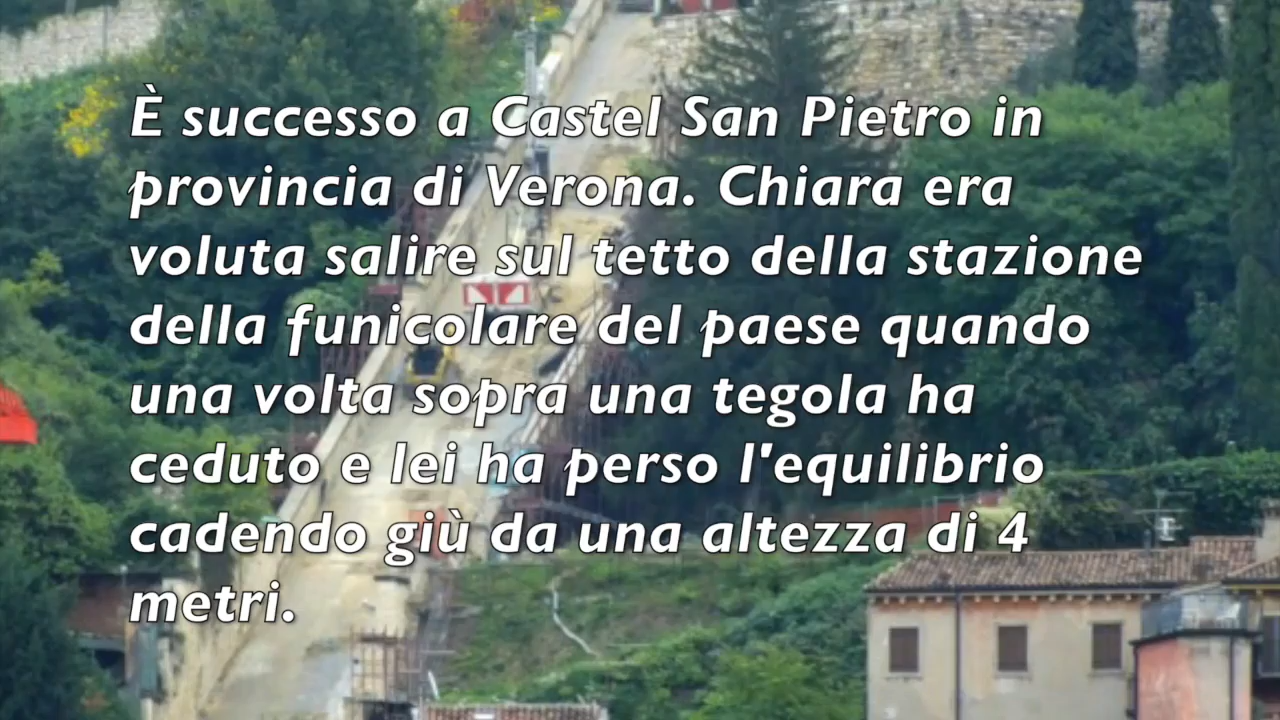 È successo a Castel San Pietro in
provincia di Verona. Chiara era
voluta salire sul tetto della stazione
della funicolare del paese quando
una volta sopra una tegola ha
ceduto e lei ha perso l'equilibrio
cadendo giù da una altezza di 4
metri.